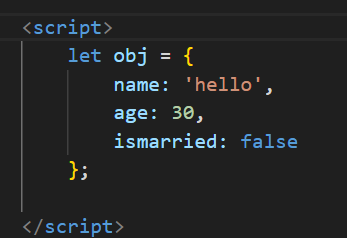 <script>
let obj = {
name: 'hello',
age: 30,
ismarried: false
};
</script>